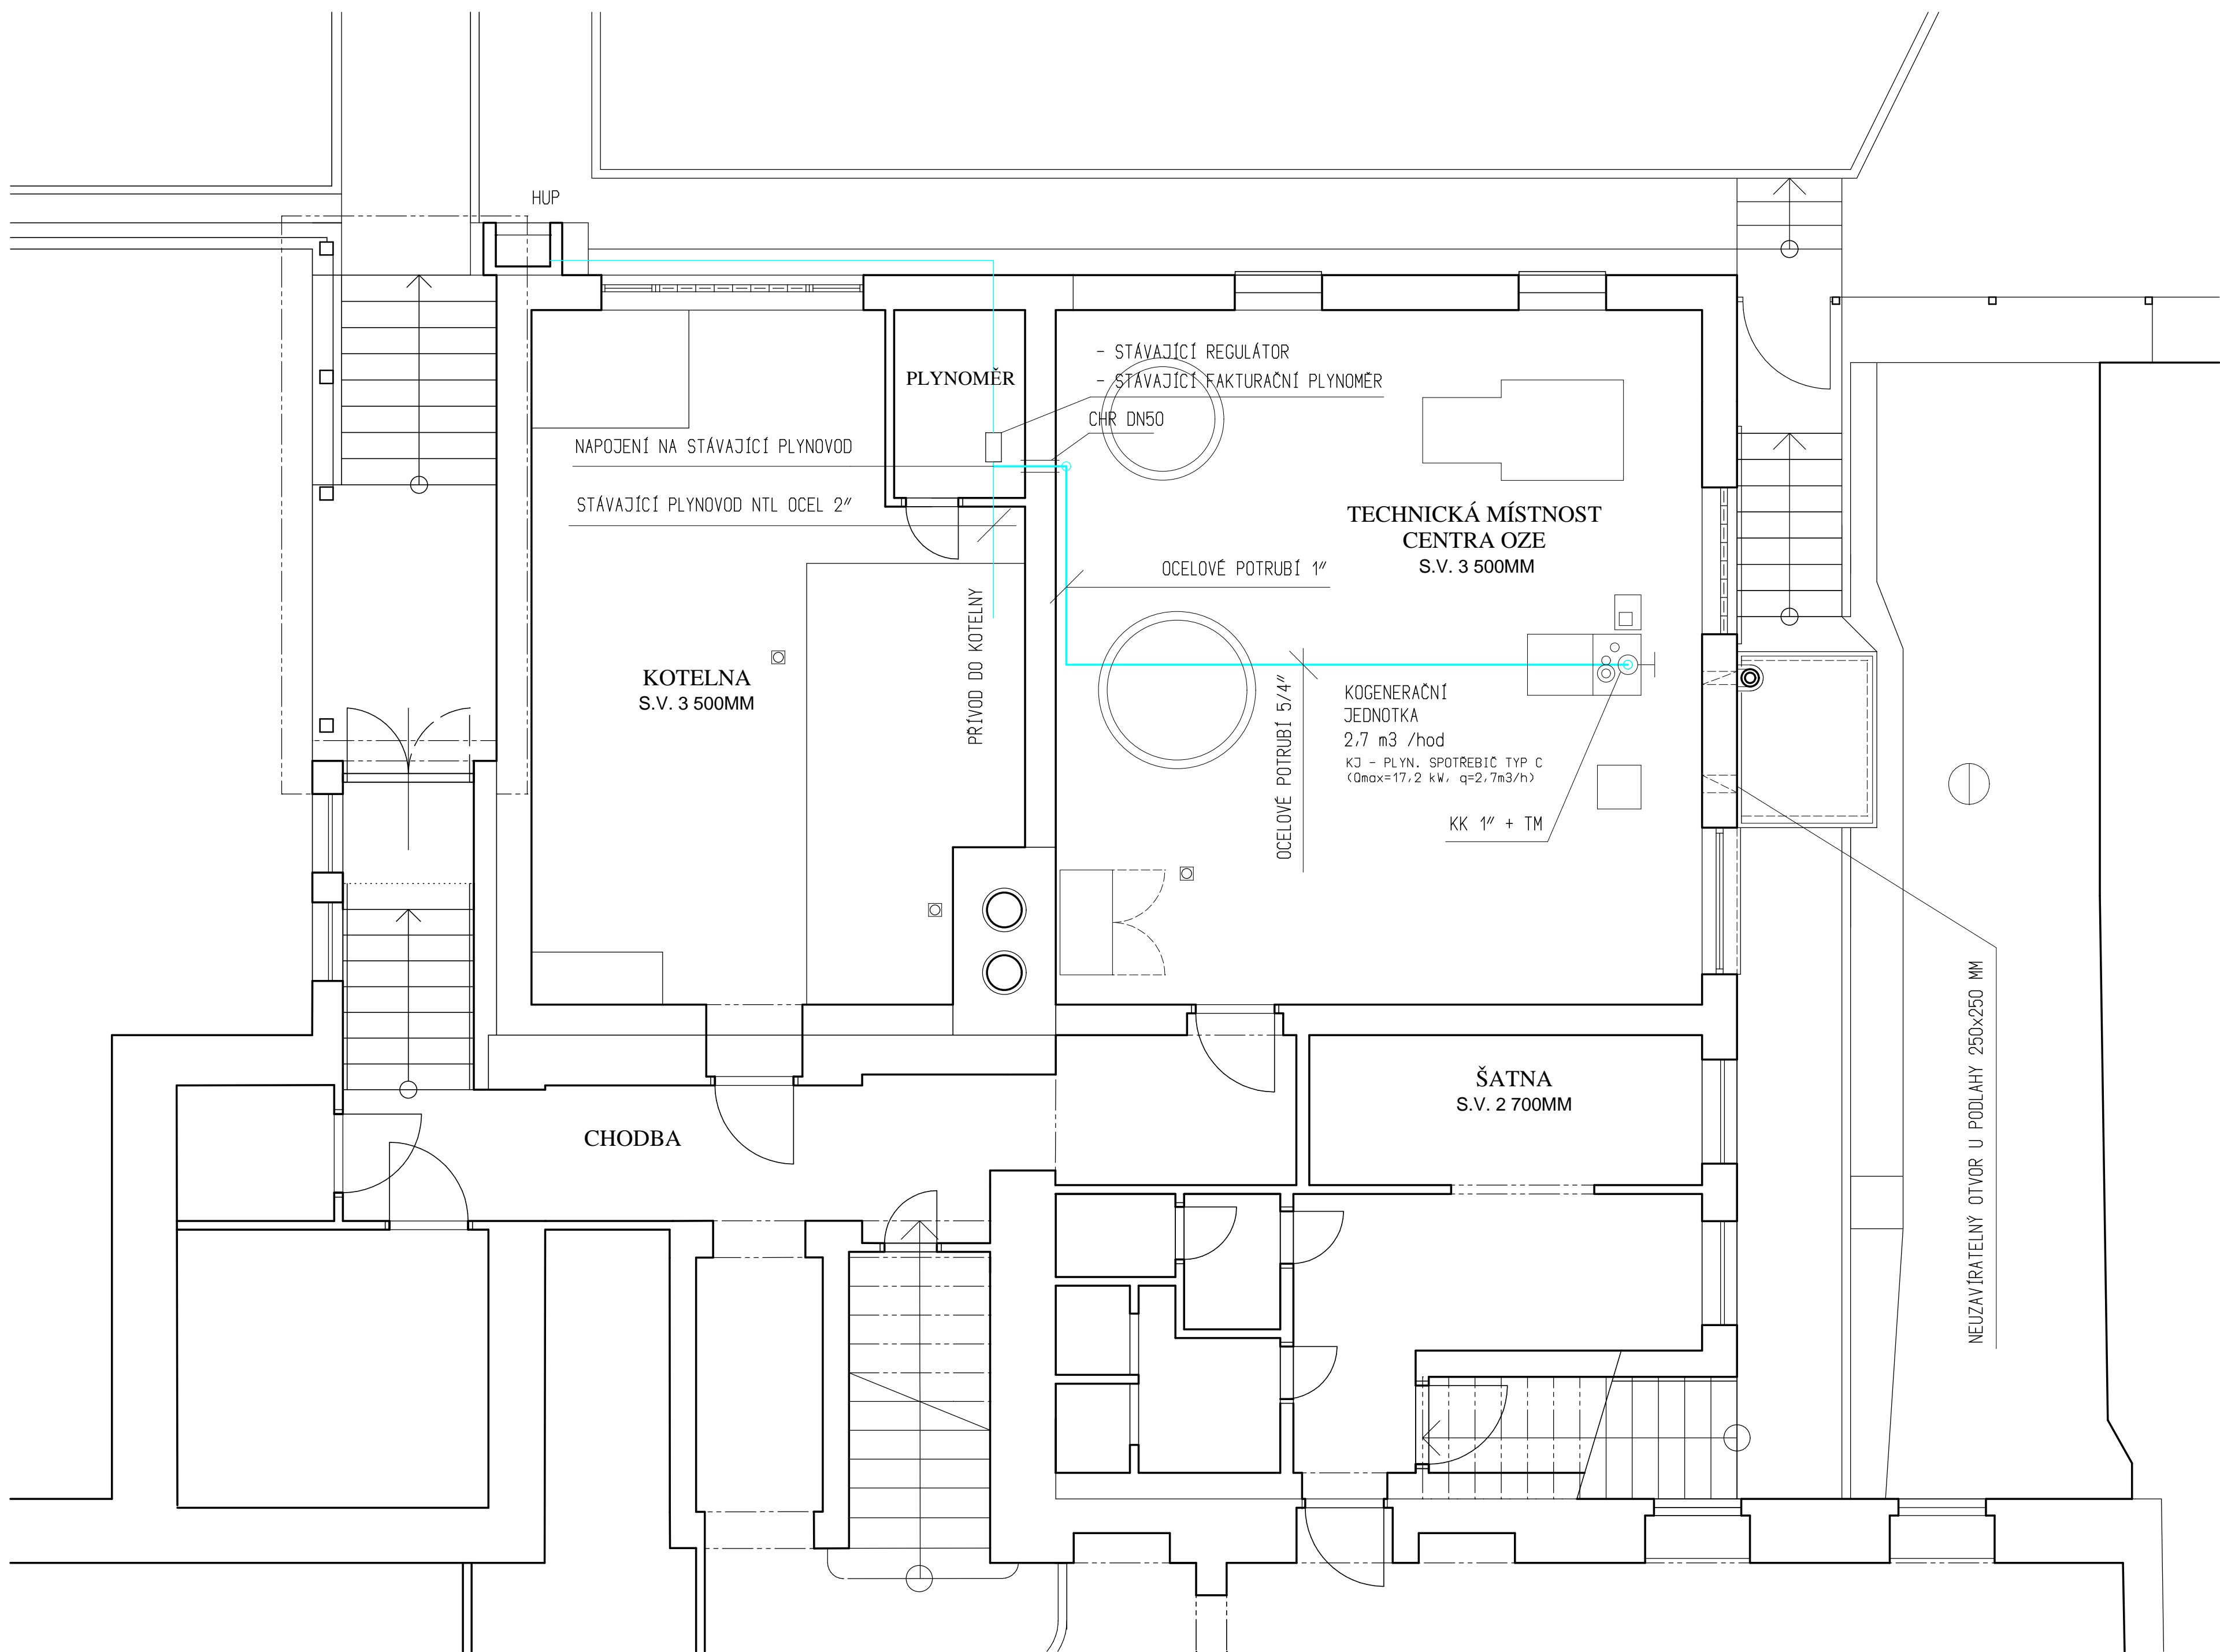 HUP
- STÁVAJÍCÍ REGULÁTOR
- STÁVAJÍCÍ FAKTURAČNÍ PLYNOMĚR
PLYNOMĚR
CHR DN50
NAPOJENÍ NA STÁVAJÍCÍ PLYNOVOD
STÁVAJÍCÍ PLYNOVOD NTL OCEL 2"
TECHNICKÁ MÍSTNOST
CENTRA OZE
S.V. 3 500MM
OCELOVÉ POTRUBÍ 1"
PŘÍVOD DO KOTELNY
KOTELNA
S.V. 3 500MM
OCELOVÉ POTRUBÍ 5/4"
KOGENERAČNÍ
JEDNOTKA
2,7 m3 /hod
KJ - PLYN. SPOTŘEBIČ TYP C
(Qmax=17,2 kW, q=2,7m3/h)
KK 1" + TM
NEUZAVÍRATELNÝ OTVOR U PODLAHY 250x250 MM
ŠATNA
S.V. 2 700MM
CHODBA